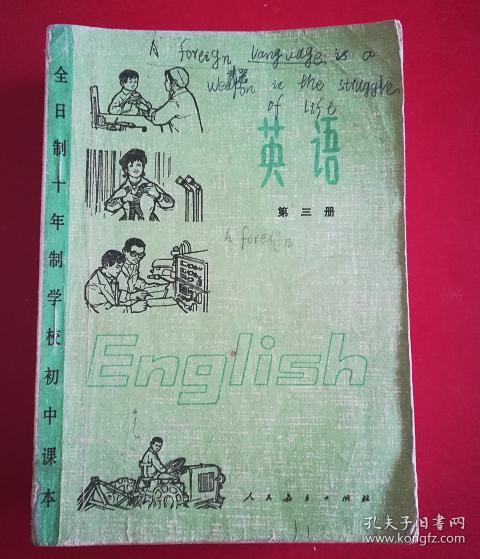 全日制十年制学校初中课本
A foreign language is a
武器
weapon in the struggle
of life
英语
第三册
A foreign
English
人民教育出版社
孔夫子旧书网
www.kongfz.com